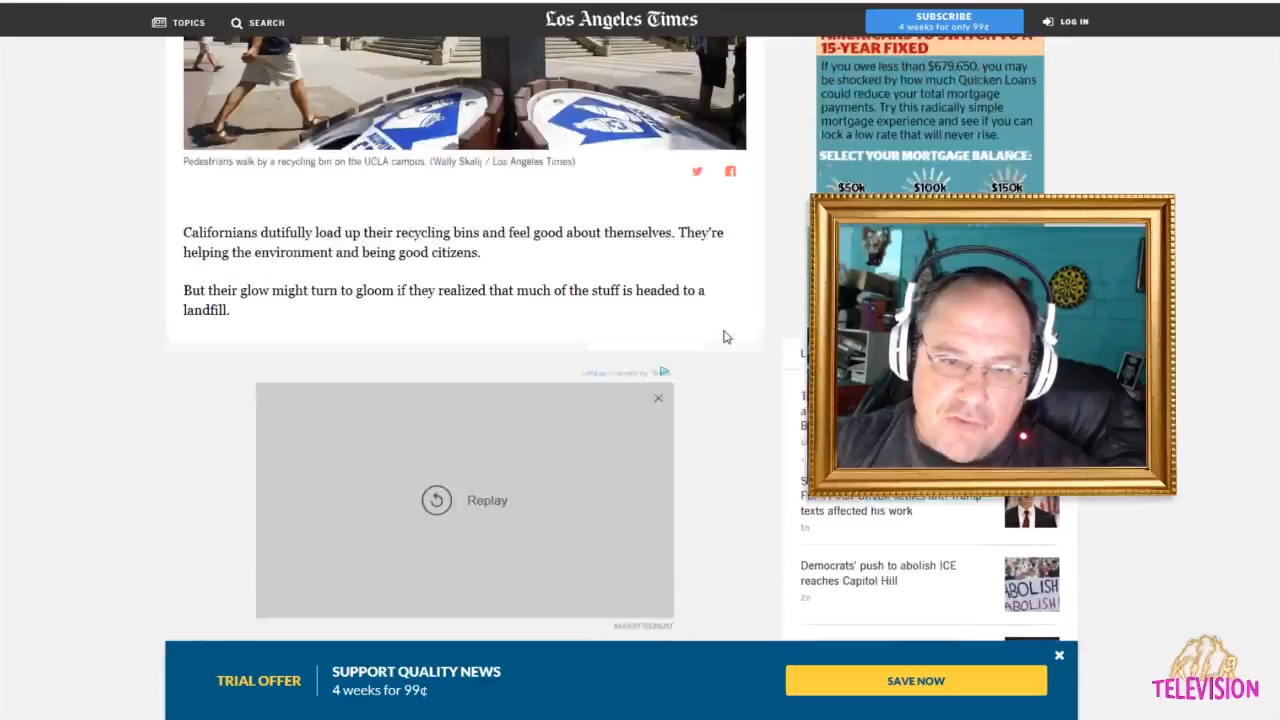 TOPICS
SEARCH
Los Angeles Times
SUBSCRIBE
4 weeks for only 99¢
LOG IN
15-YEAR FIXED
If you owe less than $679,650, you may
be shocked by how much Quicken Loans
could reduce your total mortgage
payments. Try this radically simple
mortgage experience and see if you can
lock a low rate that will never rise.
SELECT YOUR MORTGAGE BALANCE:
$50k $100k $150k
Pedestrians walk by a recycling bin on the UCLA campus. (Wally Skalij / Los Angeles Times)
Californians dutifully load up their recycling bins and feel good about themselves. They're
helping the environment and being good citizens.
But their glow might turn to gloom if they realized that much of the stuff is headed to a
landfill.
Replay
ADVERTISEMENT
texts affected his work
1h
Democrats' push to abolish ICE
reaches Capitol Hill
2h
ABOLISH
ABOLISH
TRIAL OFFER
SUPPORT QUALITY NEWS
4 weeks for 99¢
SAVE NOW
TELEVISION